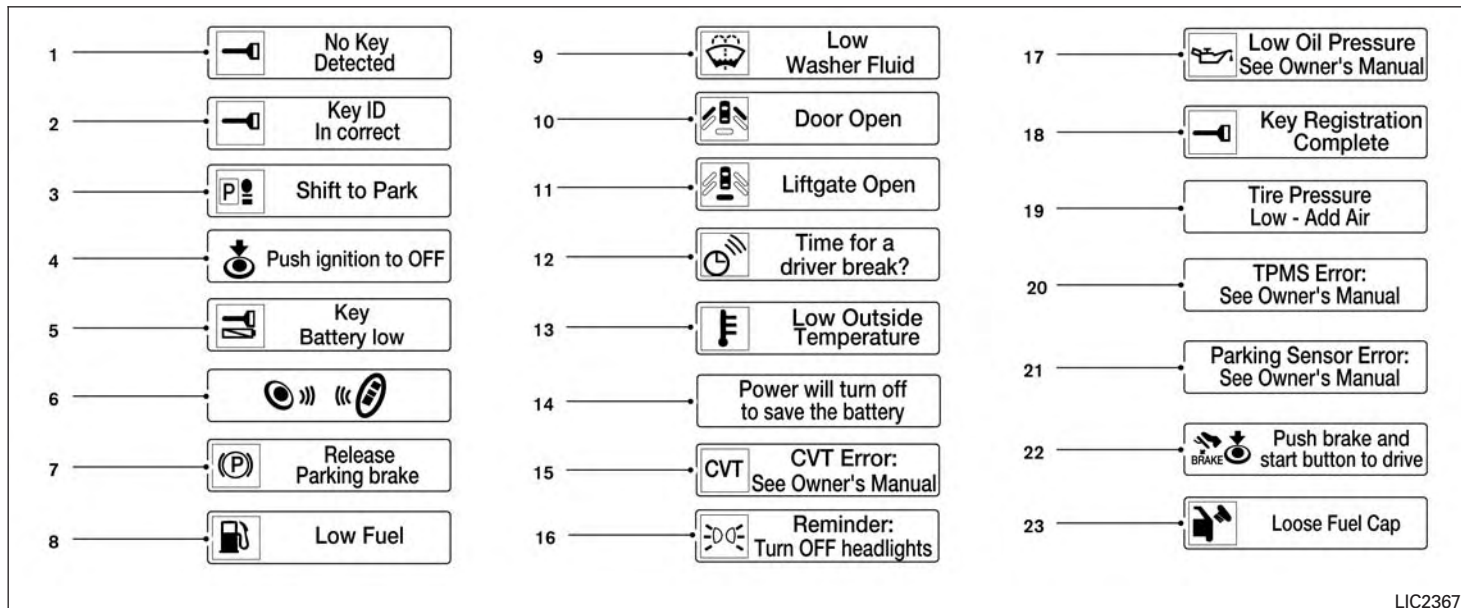 1
No Key
Detected
2
Key ID
In correct
3
P
Shift to Park
4
Push ignition to OFF
5
Key
Battery low
6
7
(P)
Release
Parking brake
8
Low Fuel
9
Low
Washer Fluid
10
Door Open
11
Liftgate Open
12
Time for a
driver break?
13
Low Outside
Temperature
14
Power will turn off
to save the battery
15
CVT
CVT Error:
See Owner's Manual
16
Reminder:
Turn OFF headlights
17
Low Oil Pressure
See Owner's Manual
18
Key Registration
Complete
19
Tire Pressure
Low - Add Air
20
TPMS Error:
See Owner's Manual
21
Parking Sensor Error:
See Owner's Manual
22
BRAKE
Push brake and
start button to drive
23
Loose Fuel Cap
LIC2367